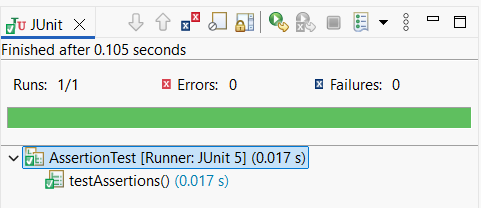 JUnit
Finished after 0.105 seconds
Runs: 1/1 Errors: 0 Failures: 0
AssertionTest [Runner: JUnit 5] (0.017 s)
testAssertions() (0.017 s)